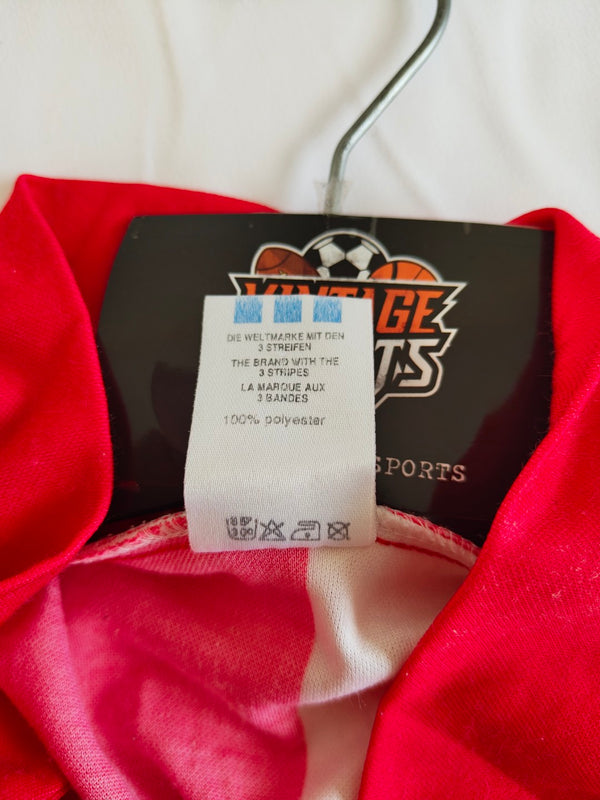 VINTAGE
SPORTS
DIE WELTMARKE MIT DEN
3 STREIFEN
THE BRAND WITH THE
3 STRIPES
LA MARQUE AUX
3 BANDES
100% polyester